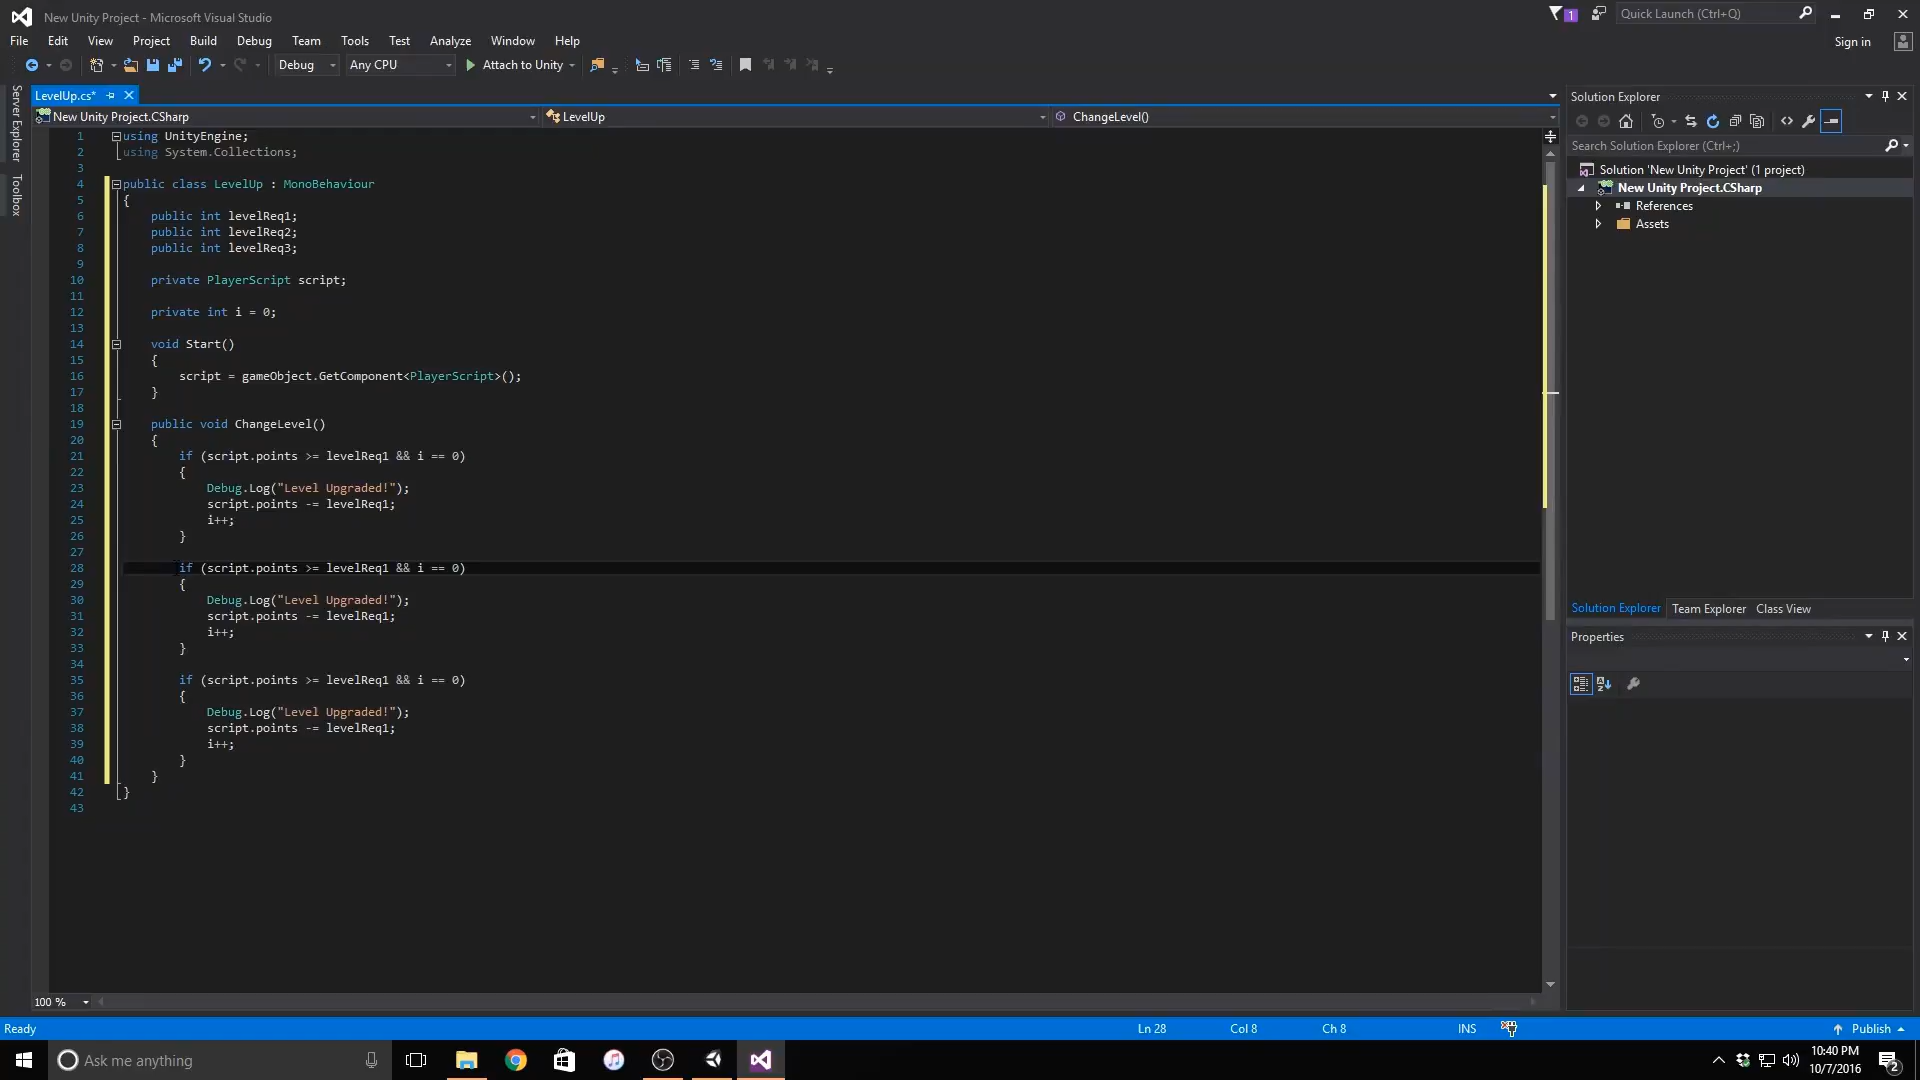 New Unity Project - Microsoft Visual Studio
1
Quick Launch (Ctrl+Q)
File Edit View Project Build Debug Team Tools Test Analyze Window Help
Sign in
Debug Any CPU Attach to Unity
Server Explorer
Toolbox
LevelUp.cs*
New Unity Project.CSharp LevelUp ChangeLevel()
1 using UnityEngine;
2 using System.Collections;
3
4 public class LevelUp : MonoBehaviour
5 {
6 public int levelReq1;
7 public int levelReq2;
8 public int levelReq3;
9
10 private PlayerScript script;
11
12 private int i = 0;
13
14 void Start()
15 {
16 script = gameObject.GetComponent<PlayerScript>();
17 }
18
19 public void ChangeLevel()
20 {
21 if (script.points >= levelReq1 && i == 0)
22 {
23 Debug.Log("Level Upgraded!");
24 script.points -= levelReq1;
25 i++;
26 }
27
28 if (script.points >= levelReq1 && i == 0)
29 {
30 Debug.Log("Level Upgraded!");
31 script.points -= levelReq1;
32 i++;
33 }
34
35 if (script.points >= levelReq1 && i == 0)
36 {
37 Debug.Log("Level Upgraded!");
38 script.points -= levelReq1;
39 i++;
40 }
41 }
42 }
43
100 %
Solution Explorer
Search Solution Explorer (Ctrl+;)
Solution 'New Unity Project' (1 project)
New Unity Project.CSharp
References
Assets
Solution Explorer Team Explorer Class View
Properties
Ready Ln 28 Col 8 Ch 8 INS Publish
Ask me anything
10:40 PM
10/7/2016
2